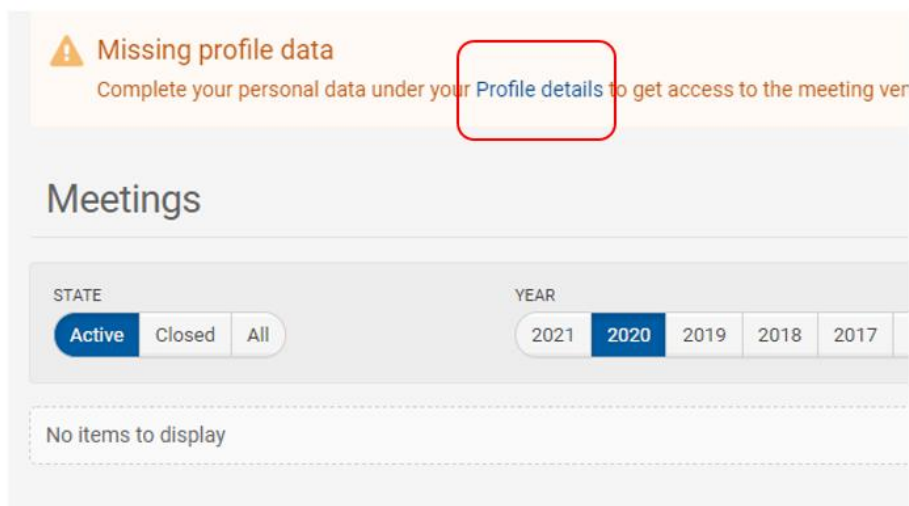 Missing profile data
Complete your personal data under your Profile details to get access to the meeting
Meetings
STATE
YEAR
Active Closed All
2021 2020 2019 2018 2017
No items to display